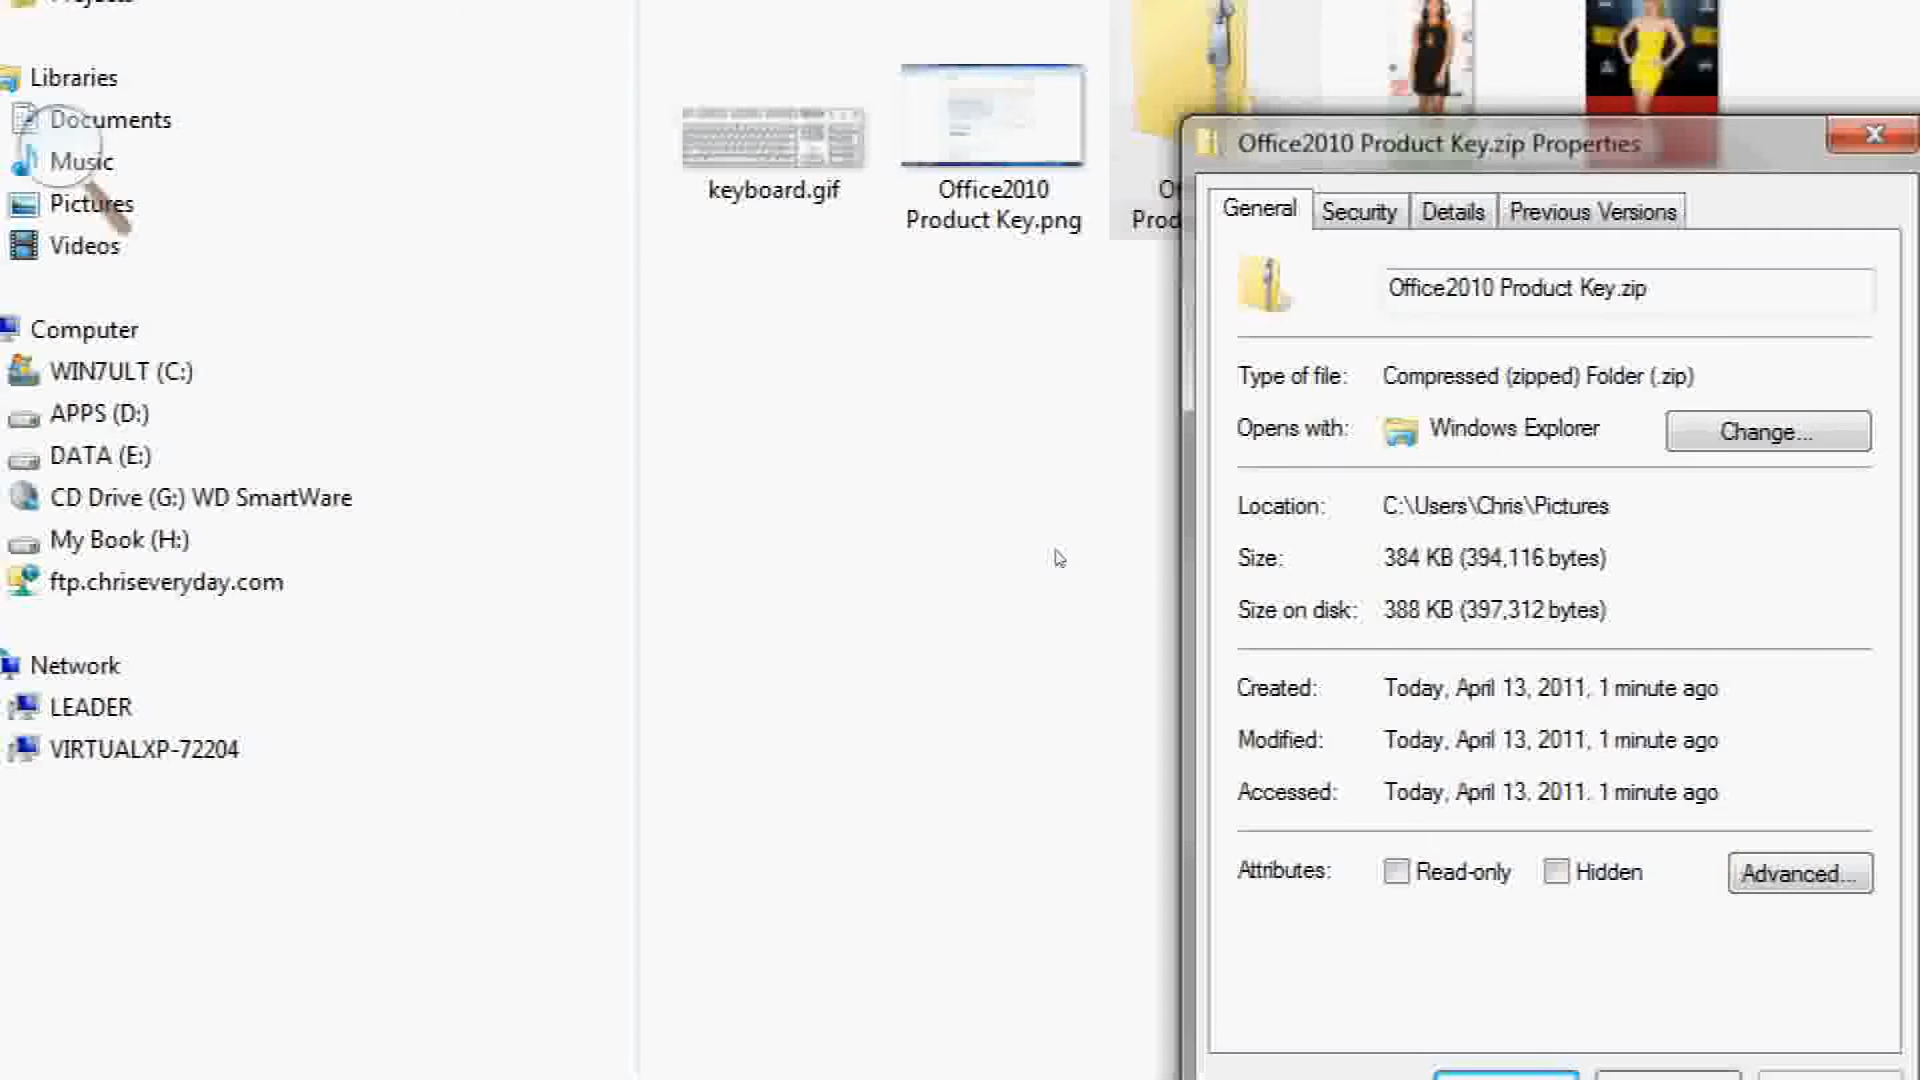 Projects
Libraries
Documents
Music
Pictures
Videos
Computer
WIN7ULT (C:)
APPS (D:)
DATA (E:)
CD Drive (G:) WD SmartWare
My Book (H:)
ftp.chriseveryday.com
Network
LEADER
VIRTUALXP-72204
keyboard.gif
Office2010
Product Key.png
Office2010 Product Key.zip Properties
General
Security
Details
Previous Versions
Office2010 Product Key.zip
Type of file: Compressed (zipped) Folder (.zip)
Opens with: Windows Explorer
Change...
Location: C:\Users\Chris\Pictures
Size: 384 KB (394,116 bytes)
Size on disk: 388 KB (397,312 bytes)
Created: Today, April 13, 2011, 1 minute ago
Modified: Today, April 13, 2011, 1 minute ago
Accessed: Today, April 13, 2011. 1 minute ago
Attributes: Read-only Hidden
Advanced...